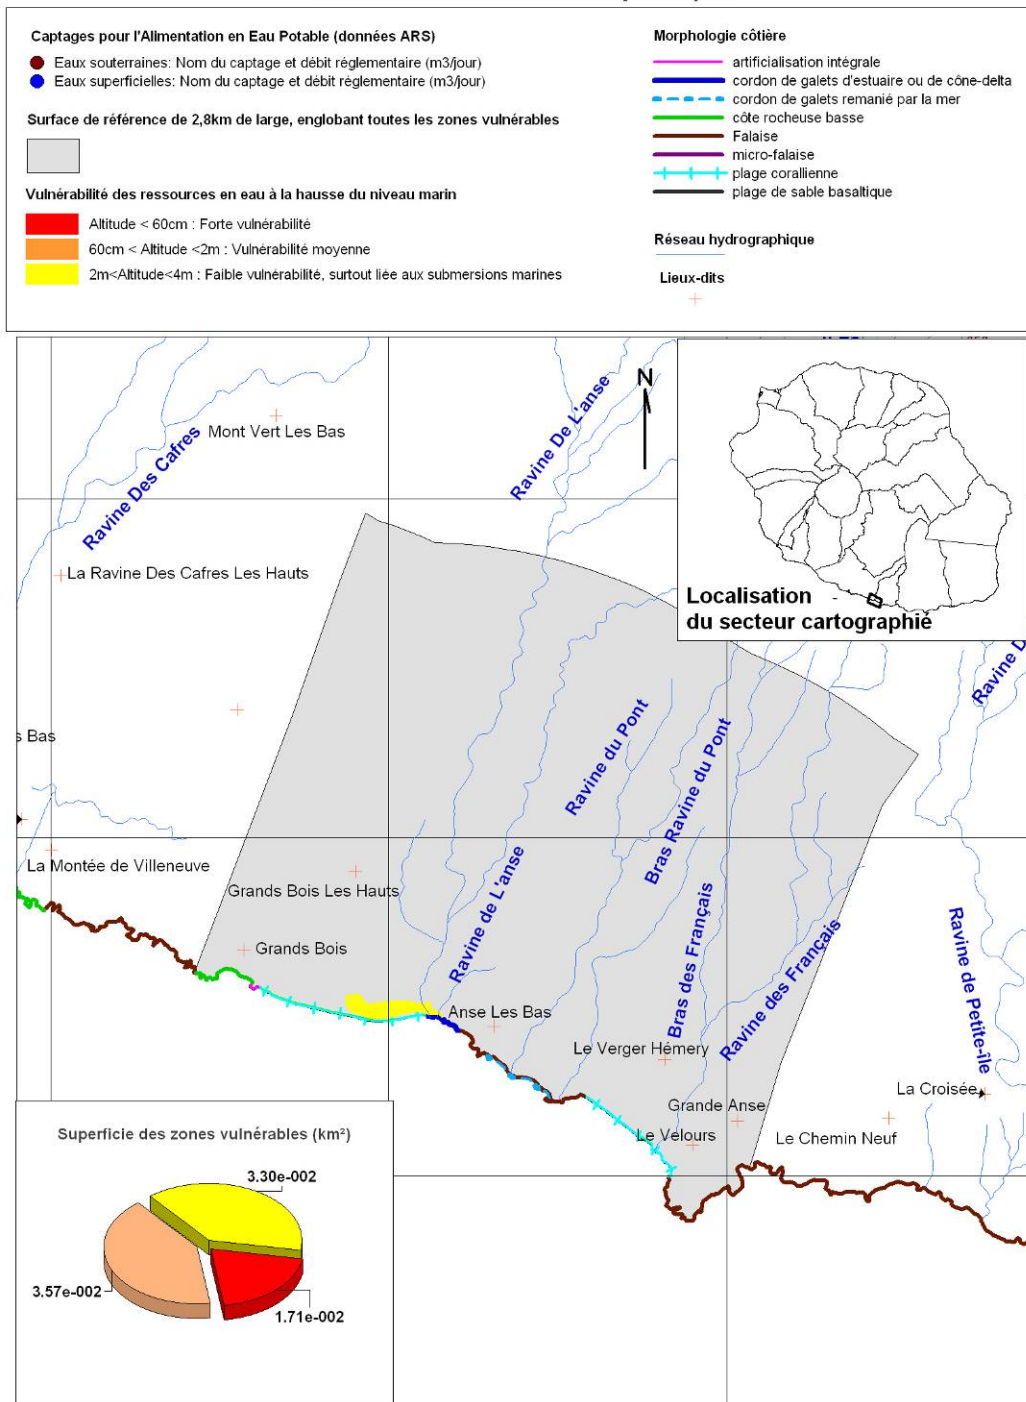 Captages pour l'Alimentation en Eau Potable (données ARS)
Eaux souterraines: Nom du captage et débit réglementaire (m3/jour)
Eaux superficielles: Nom du captage et débit réglementaire (m3/jour)
Surface de référence de 2,8km de large, englobant toutes les zones vulnérables
Vulnérabilité des ressources en eau à la hausse du niveau marin
Altitude < 60cm : Forte vulnérabilité
60cm < Altitude <2m : Vulnérabilité moyenne
2m<Altitude<4m : Faible vulnérabilité, surtout liée aux submersions marines
Morphologie côtière
artificialisation intégrale
cordon de galets d'estuaire ou de cône-delta
cordon de galets remanié par la mer
côte rocheuse basse
Falaise
micro-falaise
plage corallienne
plage de sable basaltique
Réseau hydrographique
Lieux-dits
N
Localisation
du secteur cartographié
Mont Vert Les Bas
Ravine Des Cafres
Ravine De L'anse
La Ravine Des Cafres Les Hauts
Ravine D
s Bas
Ravine du Pont
Bras Ravine du Pont
La Montée de Villeneuve
Grands Bois Les Hauts
Ravine de L'anse
Bras des Français
Ravine des Français
Ravine de Petite-île
Grands Bois
Anse Les Bas
Le Verger Hémery
La Croisée
Grande Anse
Le Velours
Le Chemin Neuf
Superficie des zones vulnérables (km²)
3.30e-002
3.57e-002
1.71e-002